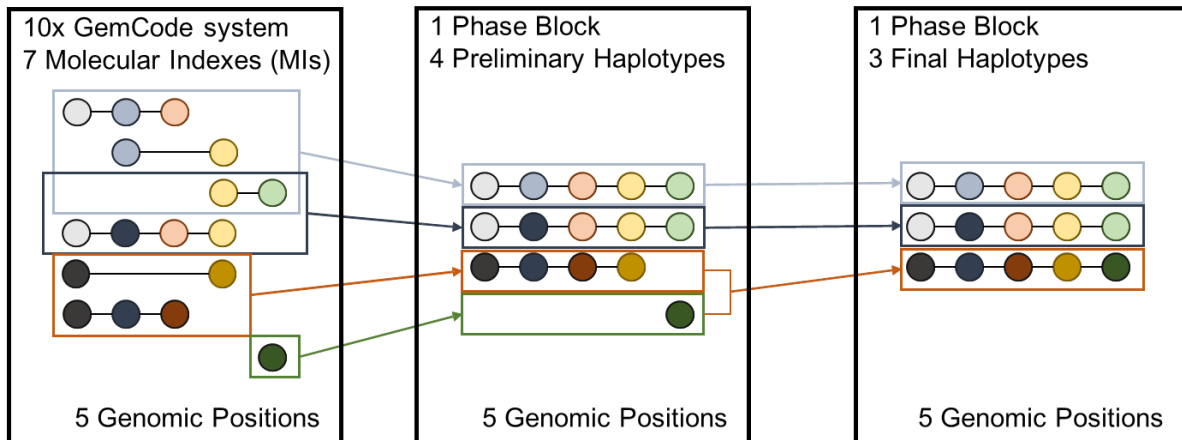 10x GemCode system
7 Molecular Indexes (MIs)
5 Genomic Positions
1 Phase Block
4 Preliminary Haplotypes
5 Genomic Positions
1 Phase Block
3 Final Haplotypes
5 Genomic Positions